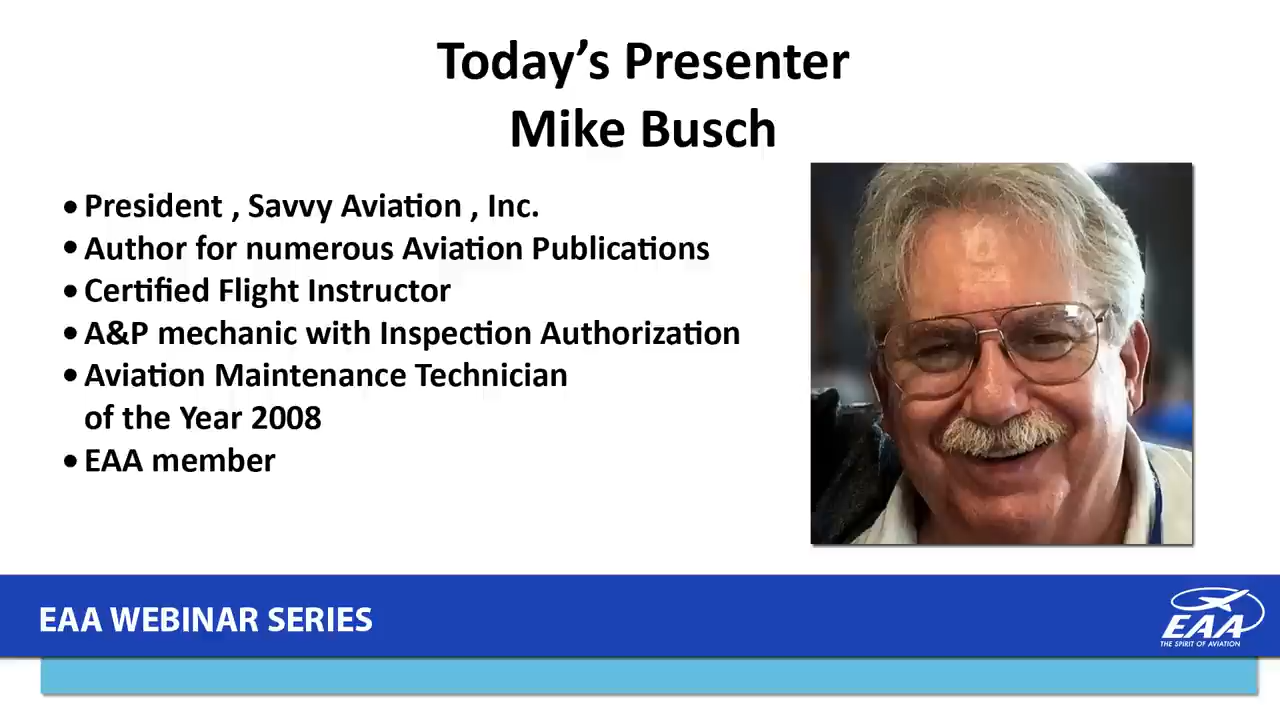 Today’s Presenter
Mike Busch
• President , Savvy Aviation , Inc.
• Author for numerous Aviation Publications
• Certified Flight Instructor
• A&P mechanic with Inspection Authorization
• Aviation Maintenance Technician
of the Year 2008
• EAA member
EAA WEBINAR SERIES
EAA
THE SPIRIT OF AVIATION